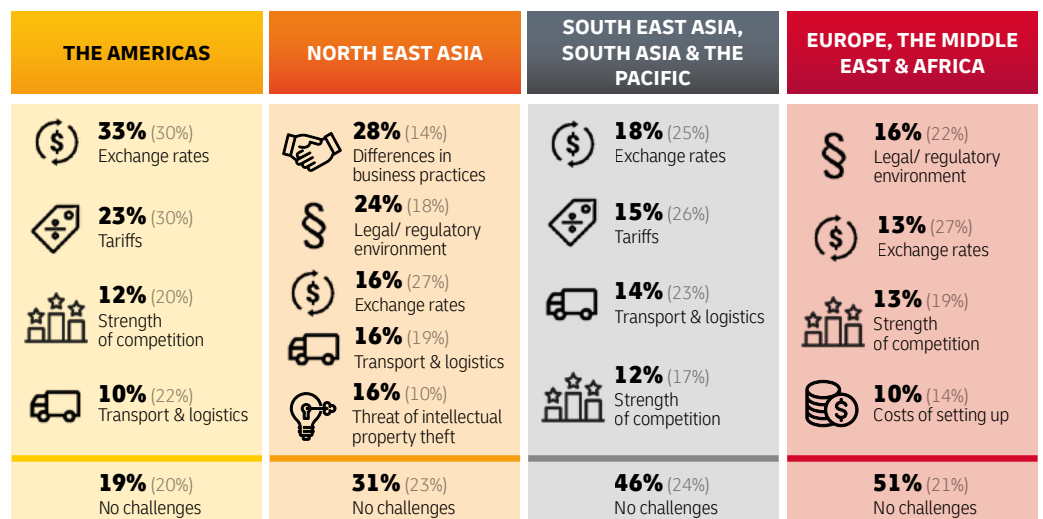 THE AMERICAS
33% (30%)
Exchange rates
23% (30%)
Tariffs
12% (20%)
Strength
of competition
10% (22%)
Transport & logistics
19% (20%)
No challenges
NORTH EAST ASIA
28% (14%)
Differences in
business practices
24% (18%)
Legal/ regulatory
environment
16% (27%)
Exchange rates
16% (19%)
Transport & logistics
16% (10%)
Threat of intellectual
property theft
31% (23%)
No challenges
SOUTH EAST ASIA,
SOUTH ASIA & THE
PACIFIC
18% (25%)
Exchange rates
15% (26%)
Tariffs
14% (23%)
Transport & logistics
12% (17%)
Strength
of competition
46% (24%)
No challenges
EUROPE, THE MIDDLE
EAST & AFRICA
16% (22%)
Legal/ regulatory
environment
13% (27%)
Exchange rates
13% (19%)
Strength
of competition
10% (14%)
Costs of setting up
51% (21%)
No challenges